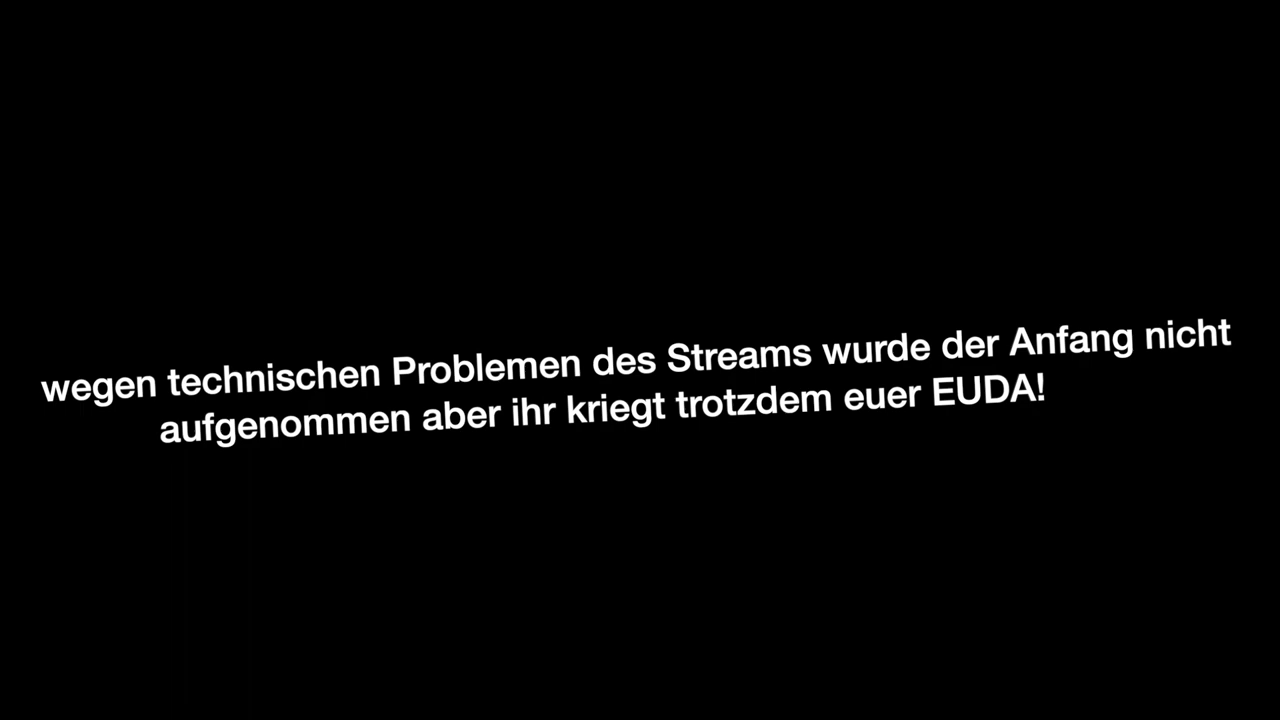 wegen technischen Problemen des Streams wurde der Anfang nicht
aufgenommen aber ihr kriegt trotzdem euer EUDA!